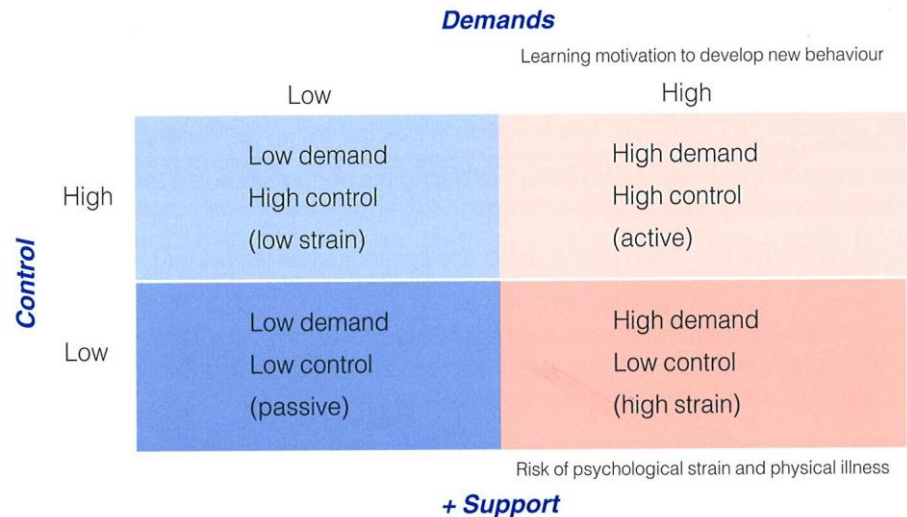 Demands
Learning motivation to develop new behaviour
Low
High
High
Low demand
High control
(low strain)
High demand
High control
(active)
Control
Low
Low demand
Low control
(passive)
High demand
Low control
(high strain)
Risk of psychological strain and physical illness
+ Support